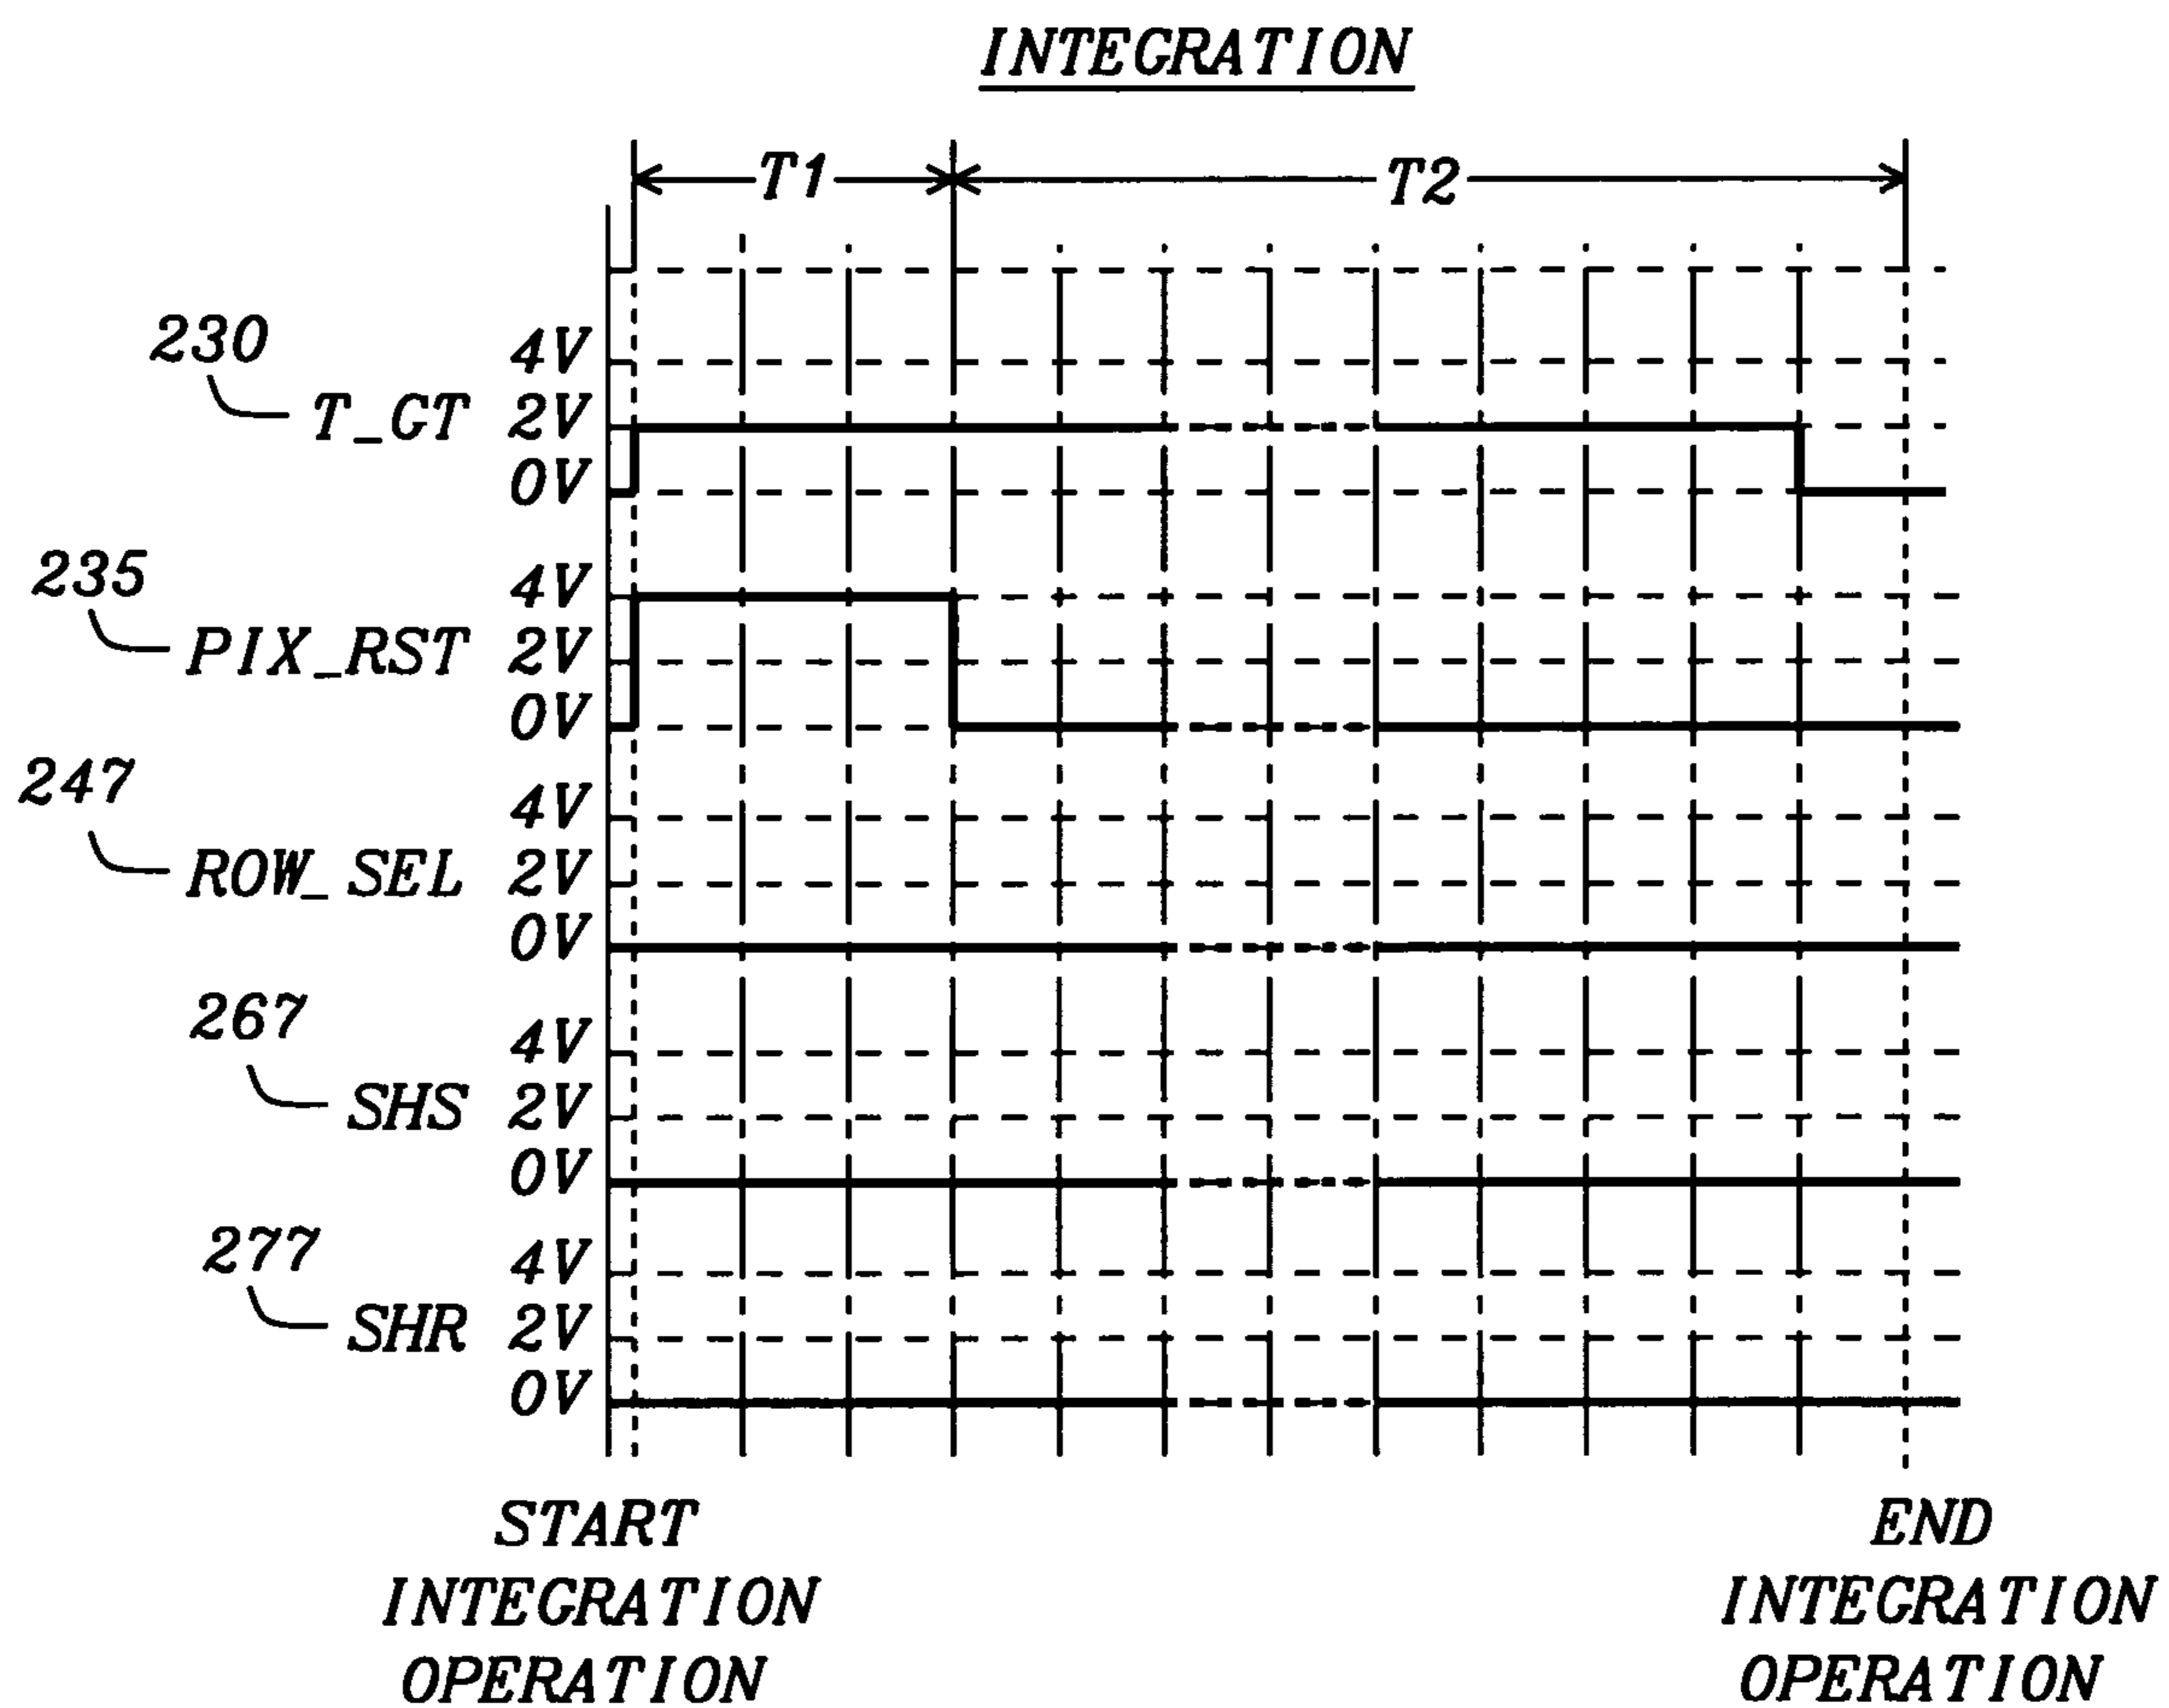 INTEGRATION
T1 T2
4V
230
T_GT 2V
0V
235
4V
PIX_RST 2V
0V
247
4V
ROW_SEL 2V
0V
267
4V
SHS 2V
0V
277
4V
SHR 2V
0V
START
INTEGRATION
OPERATION
END
INTEGRATION
OPERATION